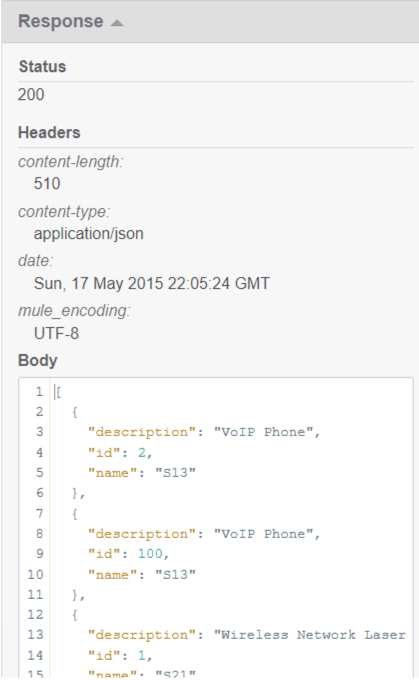 Response
Status
200
Headers
content-length:
510
content-type:
application/json
date:
Sun, 17 May 2015 22:05:24 GMT
mule_encoding:
UTF-8
Body
1 [
2 {
3 "description": "VoIP Phone",
4 "id": 2,
5 "name": "S13"
6 },
7 {
8 "description": "VoIP Phone",
9 "id": 100,
10 "name": "S13"
11 },
12 {
13 "description": "Wireless Network Laser
14 "id": 1,
15 "name": "S21"